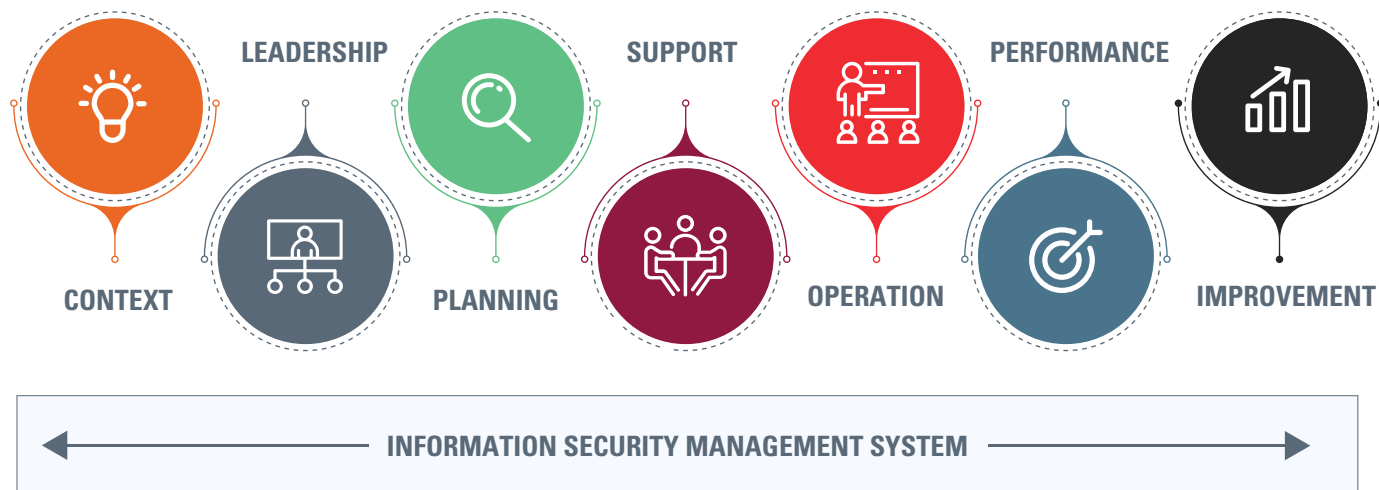 CONTEXT
LEADERSHIP
PLANNING
SUPPORT
OPERATION
PERFORMANCE
IMPROVEMENT
INFORMATION SECURITY MANAGEMENT SYSTEM